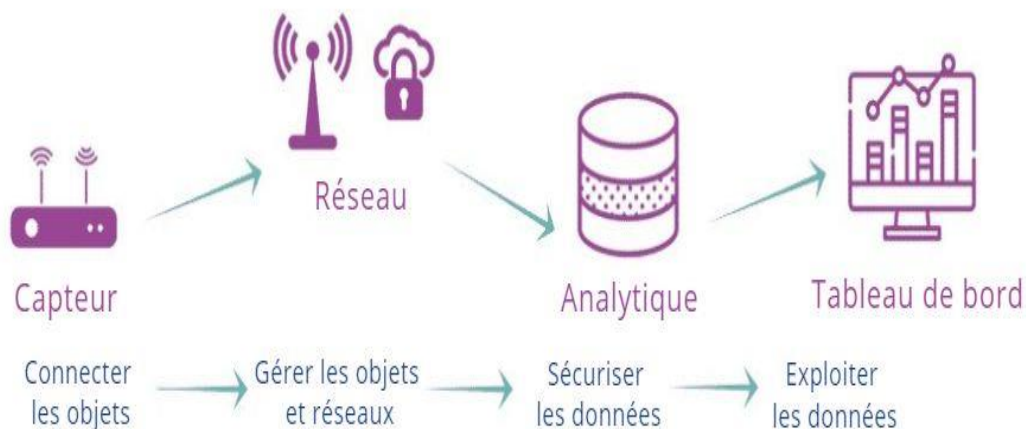 Réseau
Capteur
Analytique
Tableau de bord
Connecter
les objets
Gérer les objets
et réseaux
Sécuriser
les données
Exploiter
les données